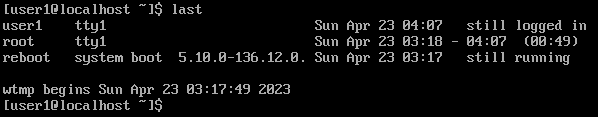 [user1@localhost ~]$ last
user1    tty1                          Sun Apr 23 04:07   still logged in
root     tty1                          Sun Apr 23 03:18 - 04:07  (00:49)
reboot   system boot  5.10.0-136.12.0. Sun Apr 23 03:17   still running

wtmp begins Sun Apr 23 03:17:49 2023
[user1@localhost ~]$